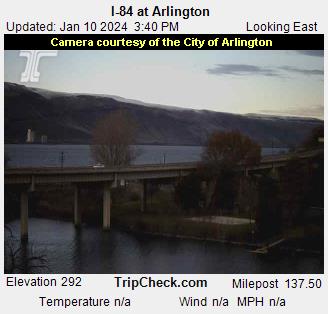 I-84 at Arlington
Updated: Jan 10 2024 3:40 PM Looking East
Camera courtesy of the City of Arlington
Elevation 292 TripCheck.com Milepost 137.50
Temperature n/a Wind n/a MPH n/a